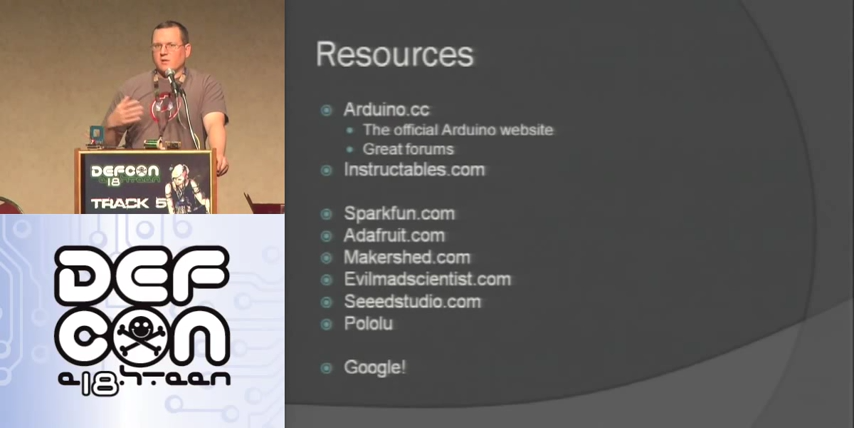 DEFCON
18
TRACK 5
DEF
CON
e18hteen
Resources
Arduino.cc
The official Arduino website
Great forums
Instructables.com
Sparkfun.com
Adafruit.com
Makershed.com
Evilmadscientist.com
Seeedstudio.com
Pololu
Google!